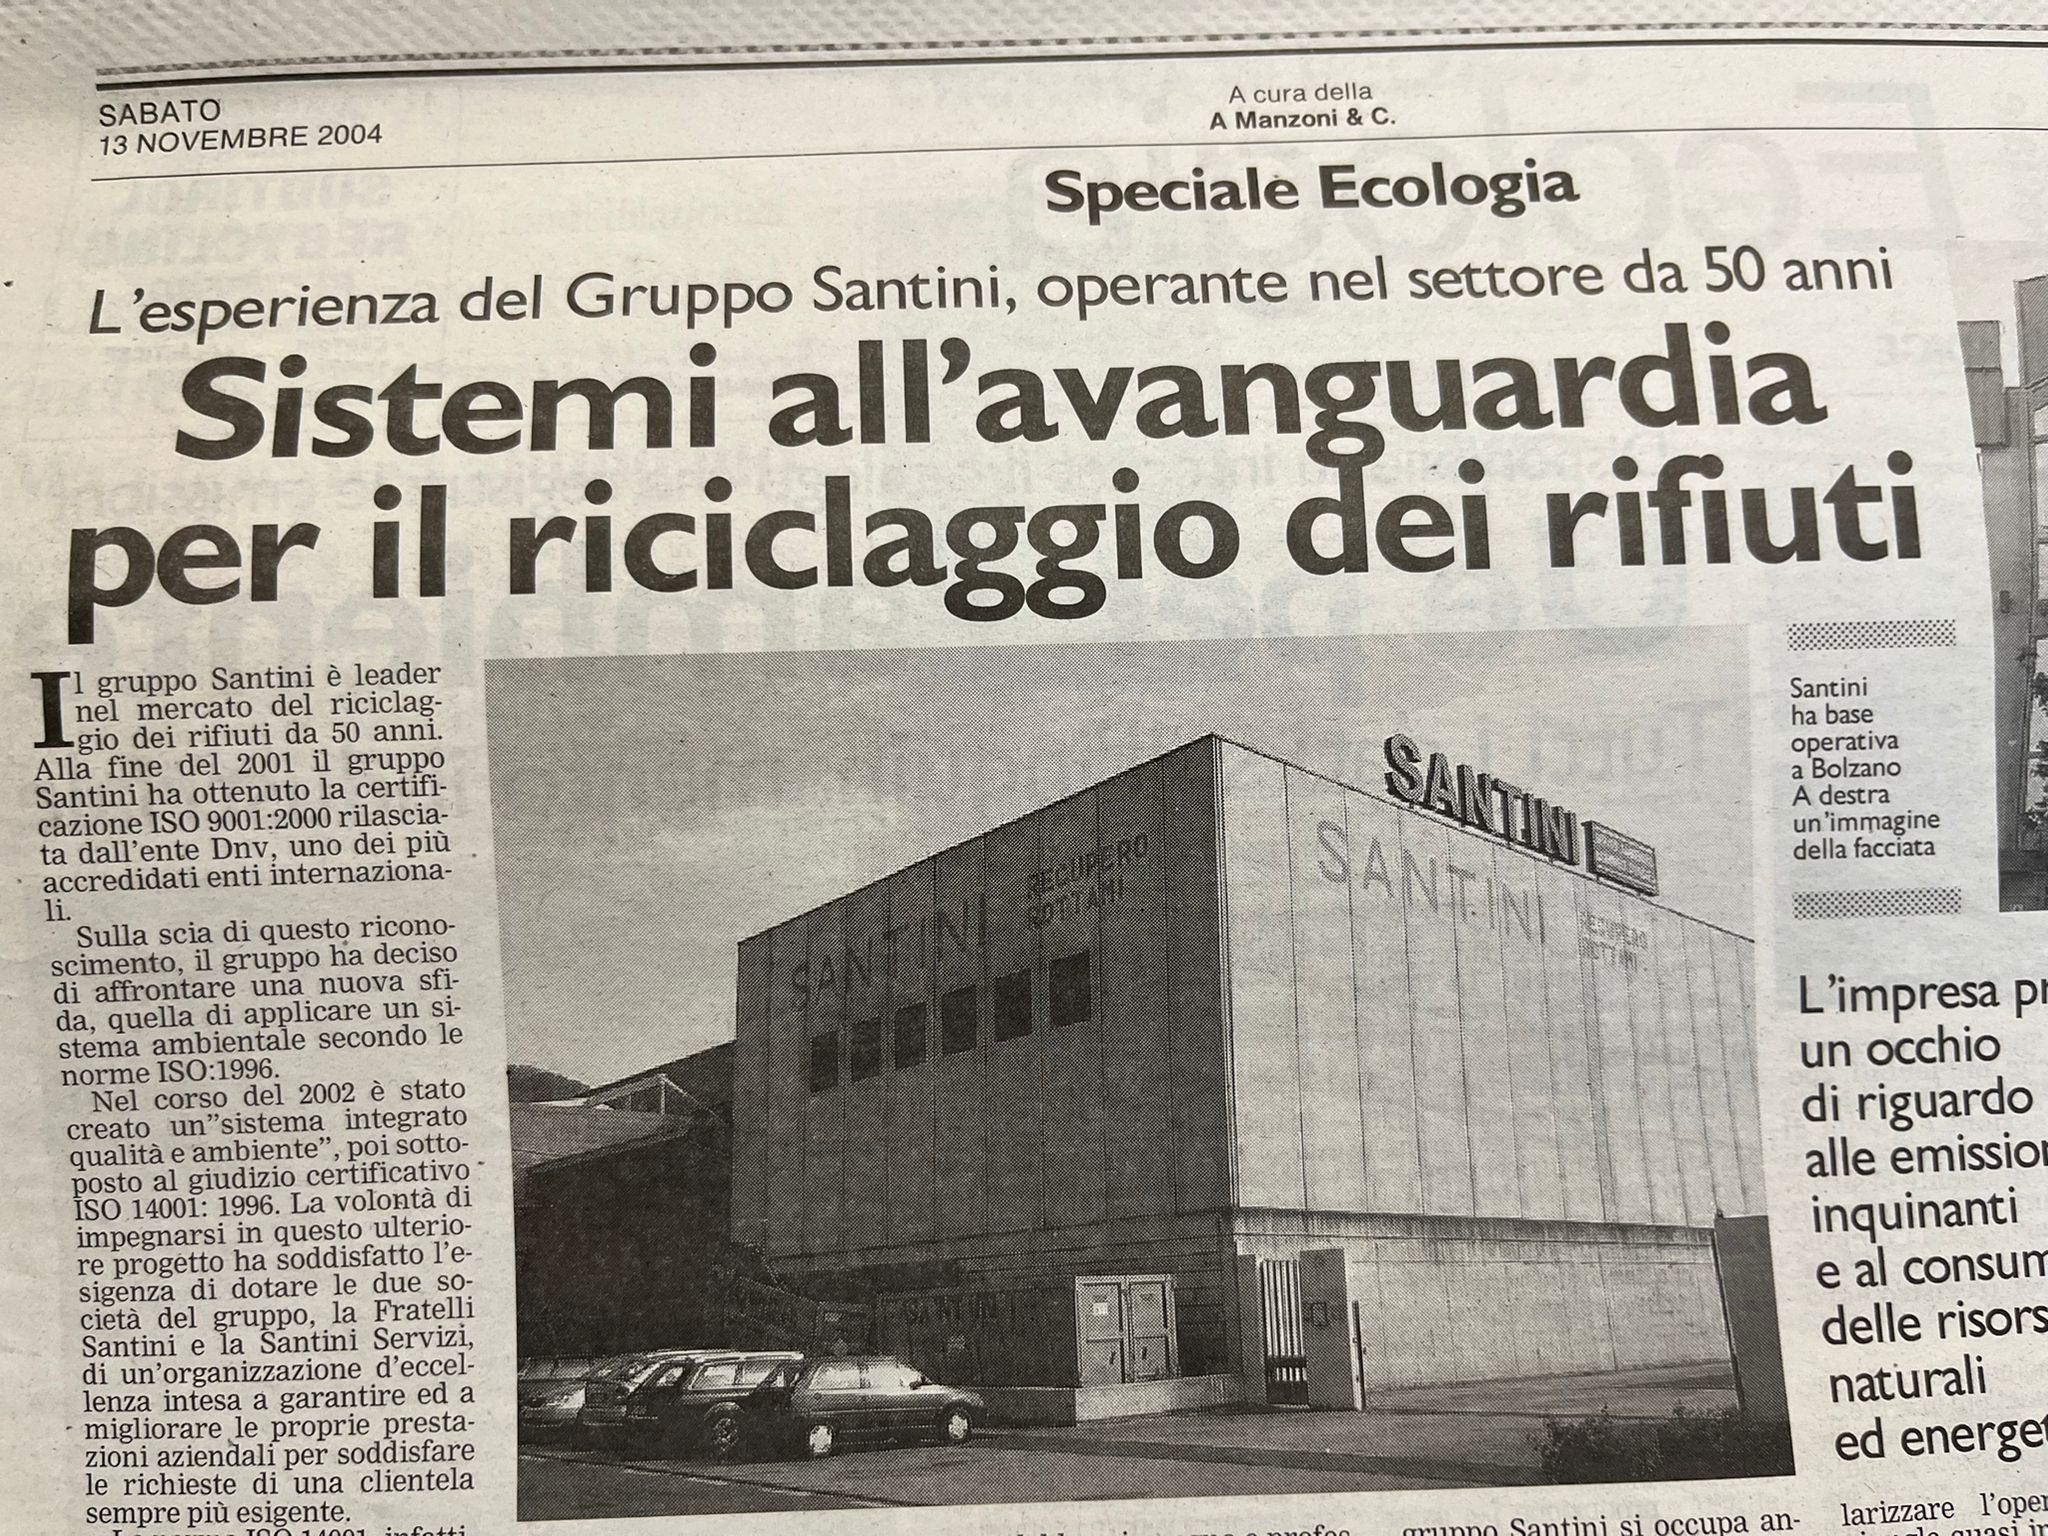 SABATO
13 NOVEMBRE 2004
A cura della
A Manzoni & C.
Speciale Ecologia
L'esperienza del Gruppo Santini, operante nel settore da 50 anni
Sistemi all'avanguardia
per il riciclaggio dei rifiuti
Il gruppo Santini è leader
nel mercato del riciclag-
gio dei rifiuti da 50 anni.
Alla fine del 2001 il gruppo
Santini ha ottenuto la certifi-
cazione ISO 9001:2000 rilascia-
ta dall'ente Dnv, uno dei più
accredidati enti internaziona-
li.
Sulla scia di questo ricono-
scimento, il gruppo ha deciso
di affrontare una nuova sfi-
da, quella di applicare un si-
stema ambientale secondo le
norme ISO:1996.
Nel corso del 2002 è stato
creato un"sistema integrato
qualità e ambiente", poi sotto-
posto al giudizio certificativo
ISO 14001: 1996. La volontà di
impegnarsi in questo ulterio-
re progetto ha soddisfatto l'e-
sigenza di dotare le due so-
cietà del gruppo, la Fratelli
Santini e la Santini Servizi,
di un'organizzazione d'eccel-
lenza intesa a garantire ed a
migliorare le proprie presta-
zioni aziendali per soddisfare
le richieste di una clientela
sempre più esigente.
SANTINI
RECUPERO
ROTTAMI
SANTINI
SANTINI
RECUPERO
ROTTAMI
SANTINI
Santini
ha base
operativa
a Bolzano
A destra
un'immagine
della facciata
L'impresa
un occhio
di riguardo
alle
inquinanti
e al
delle
naturali
ed
gruppo Santini si occupa an-
larizzare